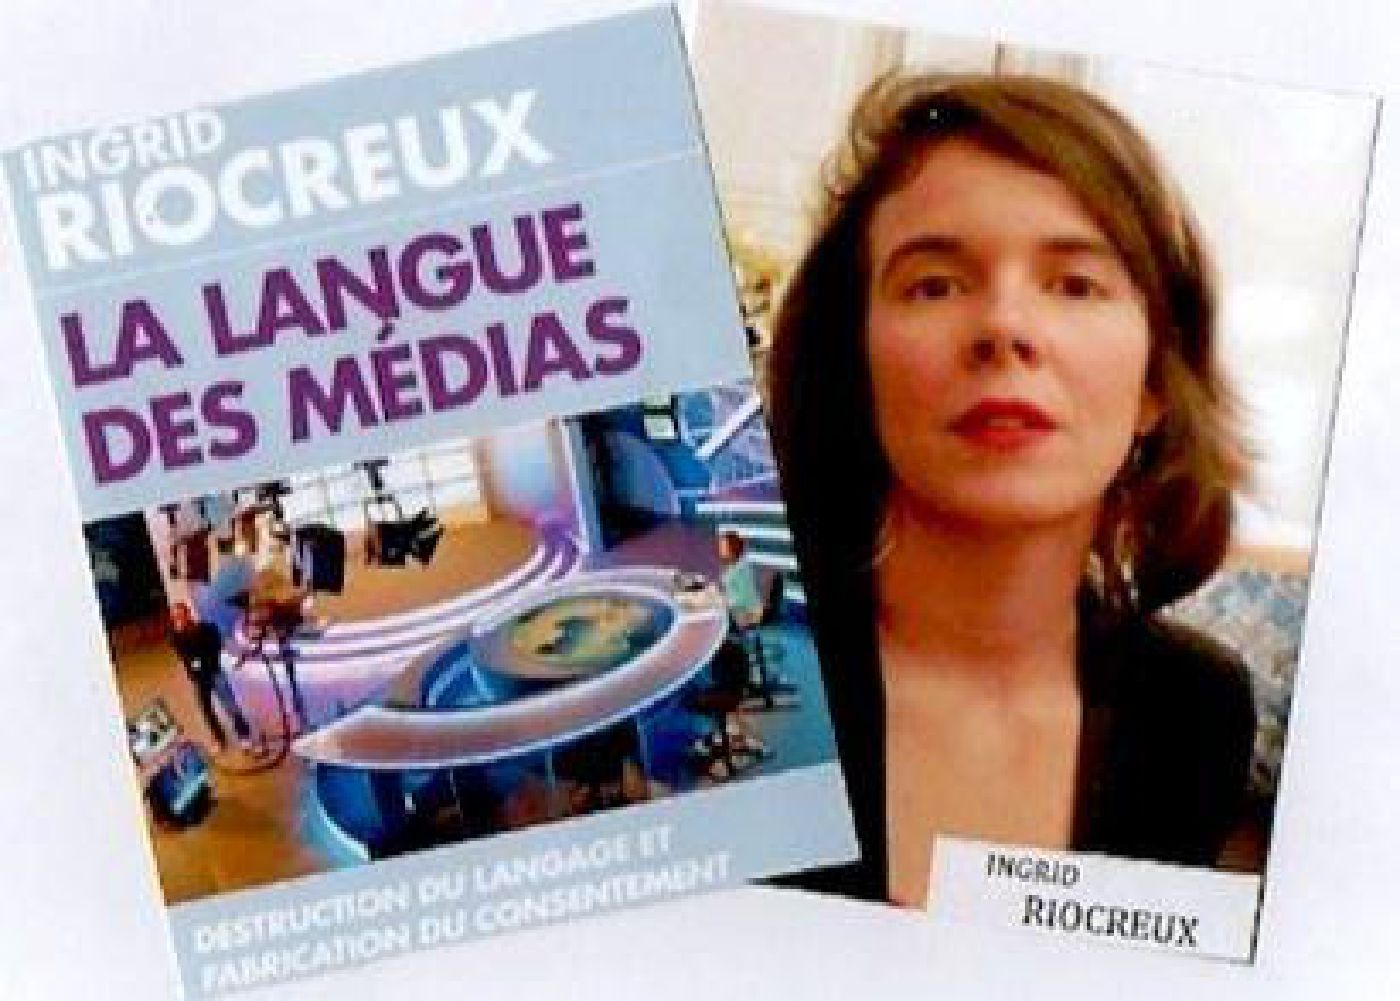 INGRID
RIOCREUX
LA LANGUE
DES MÉDIAS
DESTRUCTION DU LANGAGE ET
FABRICATION DU CONSENTEMENT
INGRID
RIOCREUX